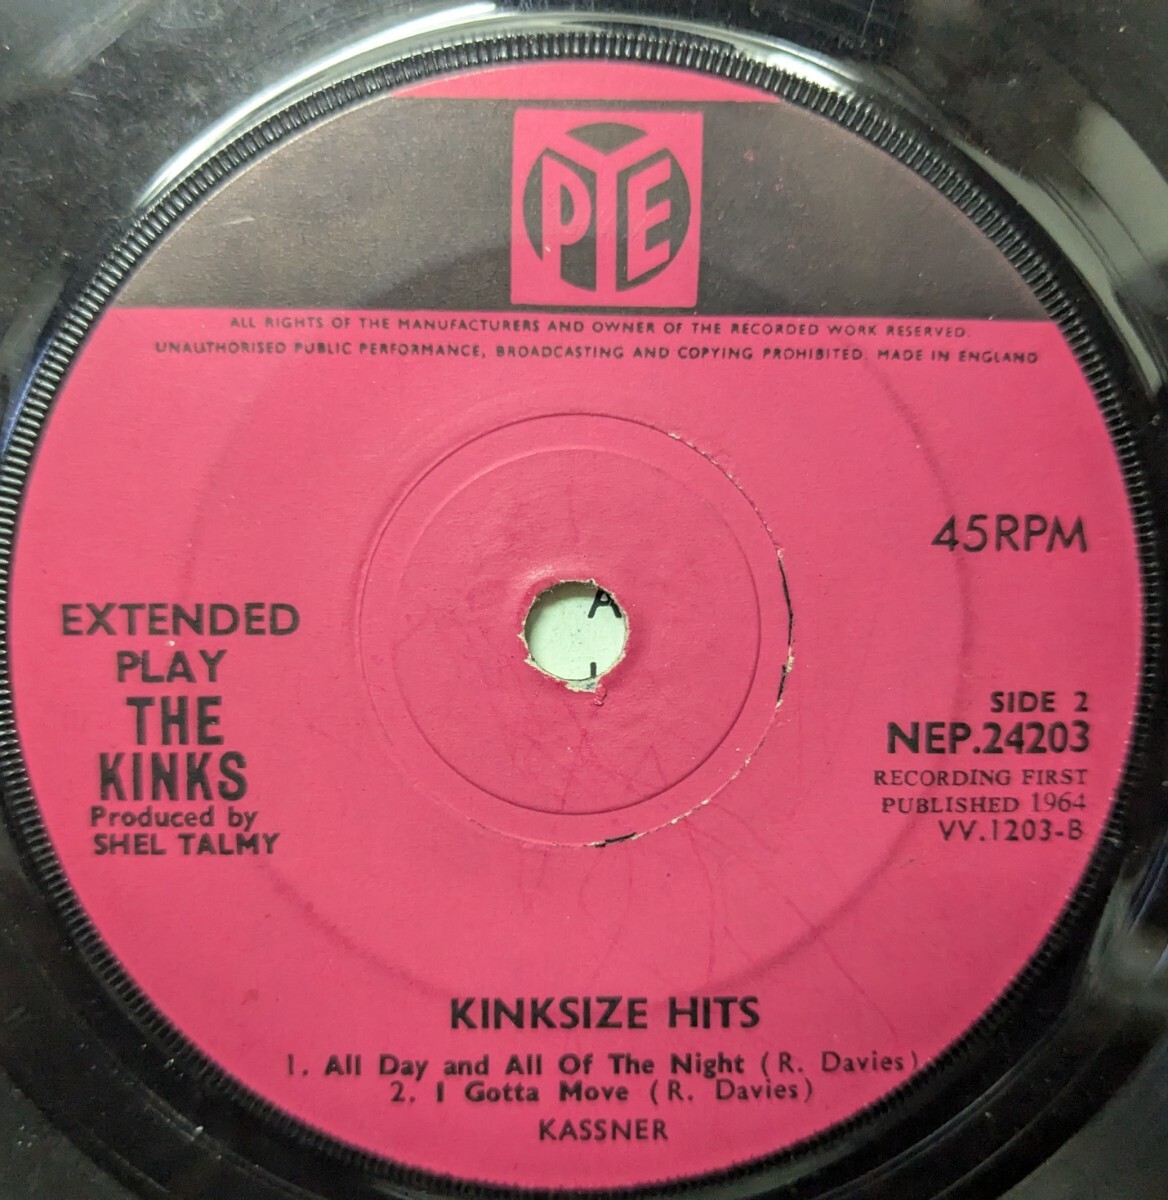 PYE
ALL RIGHTS OF THE MANUFACTURERS AND OWNER OF THE RECORDED WORK RESERVED.
UNAUTHORISED PUBLIC PERFORMANCE, BROADCASTING AND COPYING PROHIBITED. MADE IN ENGLAND
45RPM
EXTENDED
PLAY
THE
KINKS
Produced by
SHEL TALMY
A
SIDE 2
NEP.24203
RECORDING FIRST
PUBLISHED 1964
VV.1203-B
KINKSIZE HITS
1. All Day and All Of The Night (R. Davies)
2. I Gotta Move (R. Davies)
KASSNER